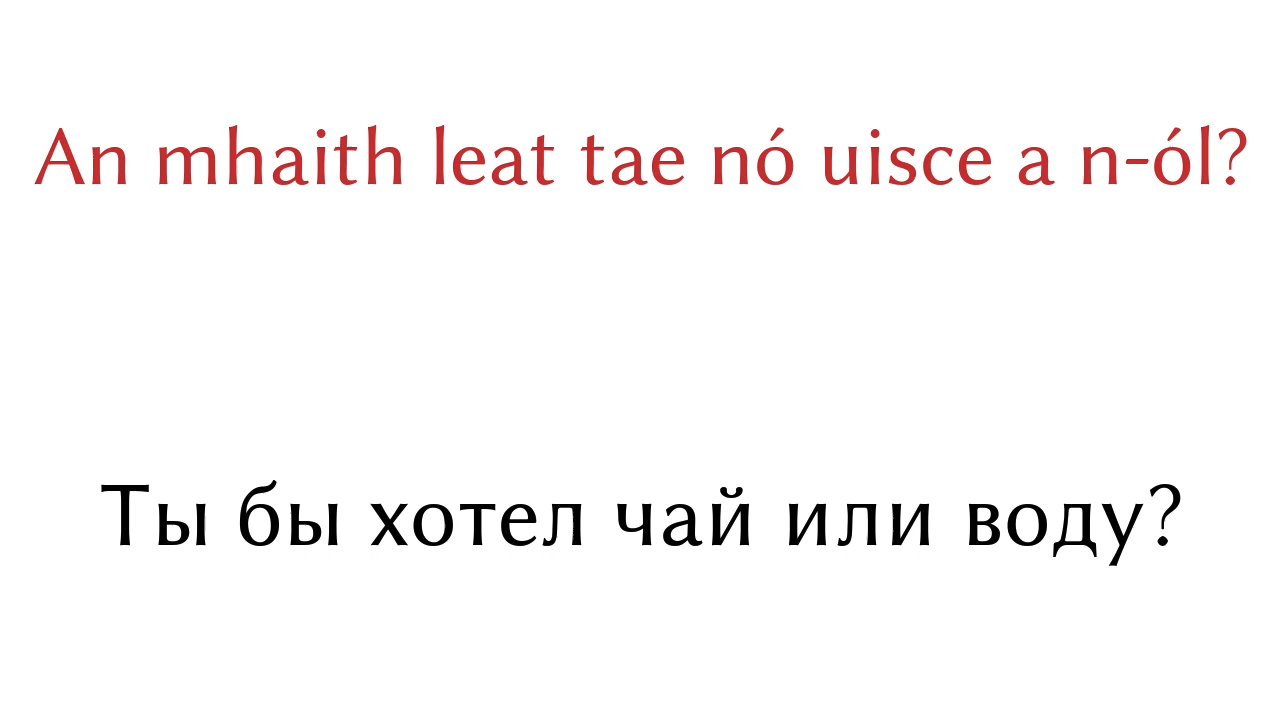 An mhaith leat tae nó uisce a n-ól?
Ты бы хотел чай или воду?